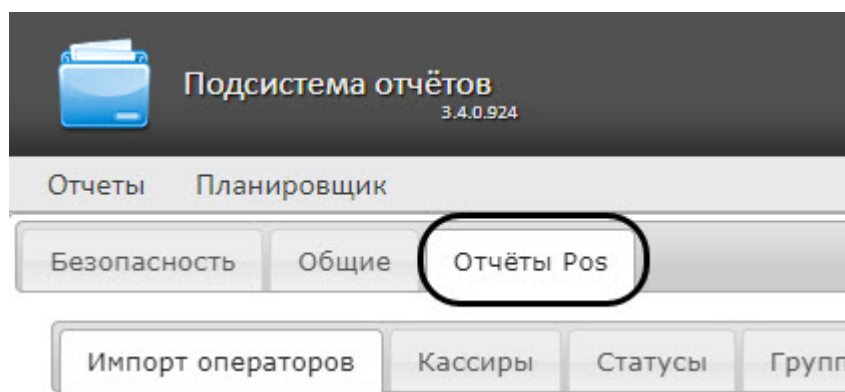 Подсистема отчётов
3.4.0.924
Отчеты Планировщик
Безопасность Общие Отчёты Pos
Импорт операторов Кассиры Статусы